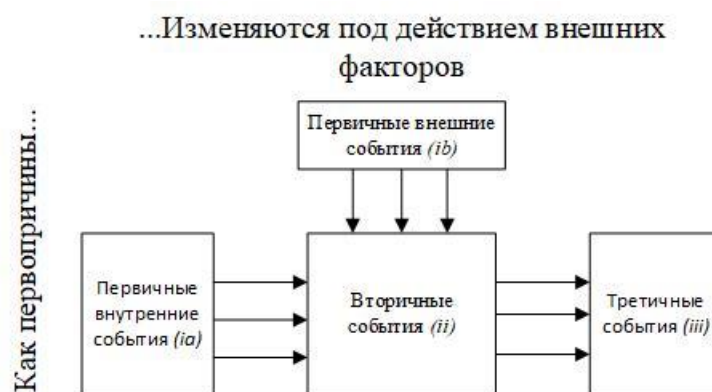 ...Изменяются под действием внешних
факторов
Как первопричины...
Первичные внешние
события (ib)
Первичные
внутренние
события (ia)
Вторичные
события (ii)
Третичные
события (iii)